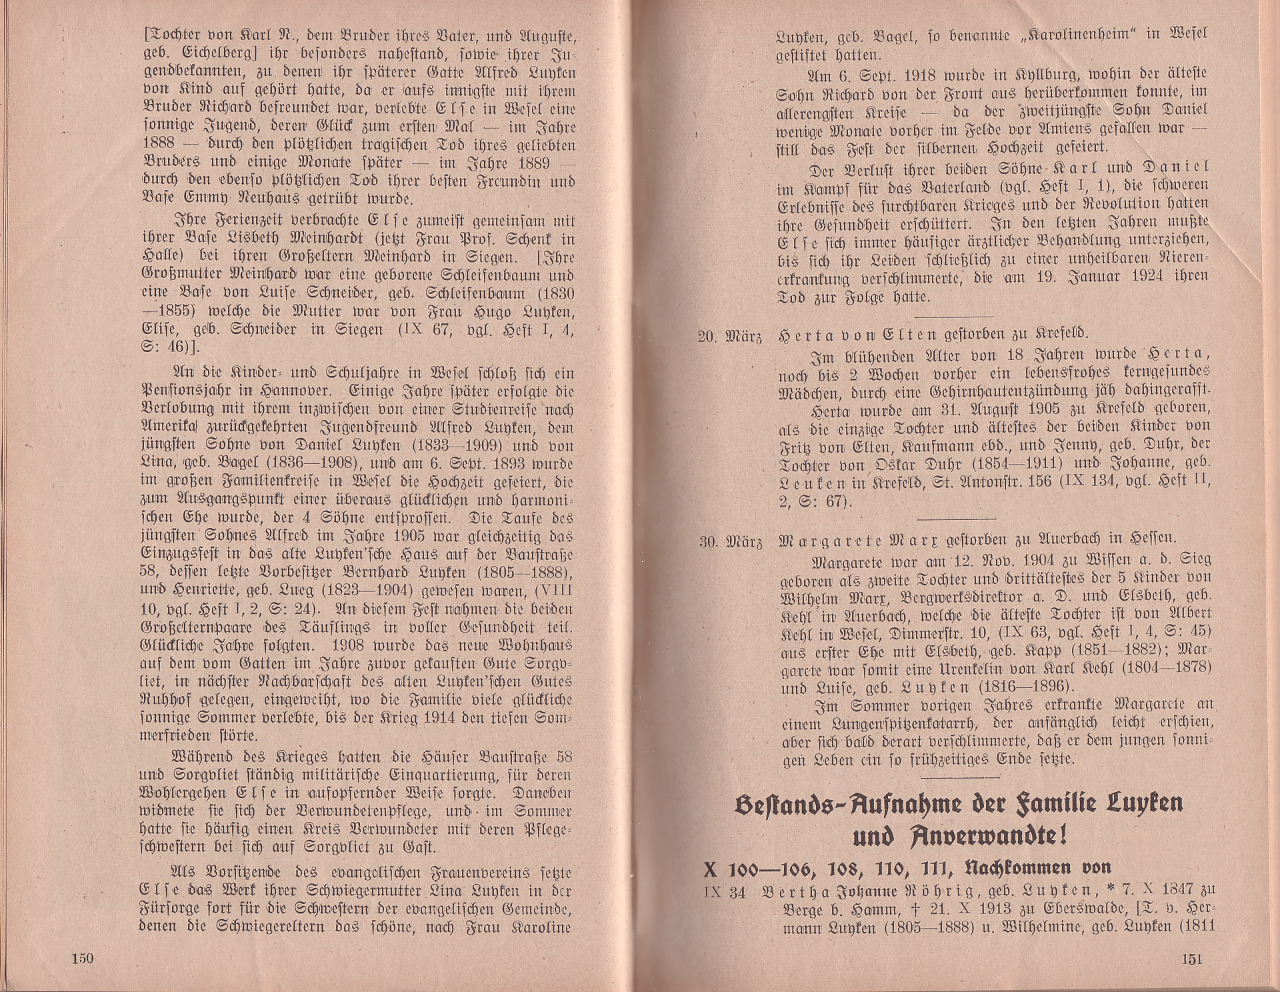 [Tochter von Karl N., dem Bruder ihres Vater, und Auguste,
geb. Eichelberg] ihr besonders nahestand, sowie ihrer Ju-
gendbekannten, zu denen ihr späterer Gatte Alfred Luyken
von Kind auf gehört hatte, da er aufs innigste mit ihrem
Bruder Richard befreundet war, verlebte Else in Wesel eine
sonnige Jugend, deren Glück zum ersten Mal — im Jahre
1888 — durch den plötzlichen tragischen Tod ihres geliebten
Bruders und einige Monate später — im Jahre 1889 —
durch den ebenso plötzlichen Tod ihrer besten Freundin und
Base Emmy Neuhaus getrübt wurde.
Ihre Ferienzeit verbrachte Else zumeist gemeinsam mit
ihrer Base Lisbeth Meinhardt (jetzt Frau Prof. Schenk in
Halle) bei ihren Großeltern Meinhard in Siegen. [Ihre
Großmutter Meinhard war eine geborene Schleifenbaum und
eine Base von Luise Schneider, geb. Schleifenbaum (1830
—1855) welche die Mutter war von Frau Hugo Luyken,
Elise, geb. Schneider in Siegen (IX 67, vgl. Heft I, 4,
S: 46)].
An die Kinder- und Schuljahre in Wesel schloß sich ein
Pensionsjahr in Hannover. Einige Jahre später erfolgte die
Verlobung mit ihrem inzwischen von einer Studienreise nach
Amerika zurückgekehrten Jugendfreund Alfred Luyken, dem
jüngsten Sohne von Daniel Luyken (1833—1909) und von
Lina, geb. Bagel (1836—1908), und am 6. Sept. 1893 wurde
im großen Familienkreise in Wesel die Hochzeit gefeiert, die
zum Ausgangspunkt einer überaus glücklichen und harmoni-
schen Ehe wurde, der 4 Söhne entsprossen. Die Taufe des
jüngsten Sohnes Alfred im Jahre 1905 war gleichzeitig das
Einzugsfest in das alte Luyken'sche Haus auf der Baustraße
58, dessen letzte Vorbesitzer Bernhard Luyken (1805—1888),
und Henriette, geb. Lueg (1823—1904) gewesen waren, (VIII
10, vgl. Heft I, 2, S: 24). An diesem Fest nahmen die beiden
Großelternpaare des Täuflings in voller Gesundheit teil.
Glückliche Jahre folgten. 1908 wurde das neue Wohnhaus
auf dem vom Gatten im Jahre zuvor gekauften Gute Sorgv-
liet, in nächster Nachbarschaft des alten Luyken'schen Gutes
Ruhhof gelegen, eingeweiht, wo die Familie viele glückliche
sonnige Sommer verlebte, bis der Krieg 1914 den tiefen Som-
merfrieden störte.
Während des Krieges hatten die Häuser Baustraße 58
und Sorgvliet ständig militärische Einquartierung, für deren
Wohlergehen Else in aufopfernder Weise sorgte. Daneben
widmete sie sich der Verwundetenpflege, und im Sommer
hatte sie häufig einen Kreis Verwundeter mit deren Pflege-
schwestern bei sich auf Sorgvliet zu Gast.
Als Vorsitzende des evangelischen Frauenvereins setzte
Else das Werk ihrer Schwiegermutter Lina Luyken in der
Fürsorge fort für die Schwestern der evangelischen Gemeinde,
denen die Schwiegereltern das schöne, nach Frau Karoline
150
Luyken, geb. Bagel, so benannte „Karolinenheim" in Wesel
gestiftet hatten.
Am 6. Sept. 1918 wurde in Kyllburg, wohin der älteste
Sohn Richard von der Front aus herüberkommen konnte, im
allerengsten Kreise — da der zweitjüngste Sohn Daniel
wenige Monate vorher im Felde vor Amiens gefallen war —
still das Fest der silbernen Hochzeit gefeiert.
Der Verlust ihrer beiden Söhne Karl und Daniel
im Kampf für das Vaterland (vgl. Heft I, 1), die schweren
Erlebnisse des furchtbaren Krieges und der Revolution hatten
ihre Gesundheit erschüttert. In den letzten Jahren mußte
Else sich immer häufiger ärztlicher Behandlung unterziehen,
bis sich ihr Leiden schließlich zu einer unheilbaren Nieren-
erkrankung verschlimmerte, die am 19. Januar 1924 ihren
Tod zur Folge hatte.
20. März Herta von Elten gestorben zu Krefeld.
Im blühenden Alter von 18 Jahren wurde Herta,
noch bis 2 Wochen vorher ein lebensfrohes kerngesundes
Mädchen, durch eine Gehirnhautentzündung jäh dahingerafft.
Herta wurde am 31. August 1905 zu Krefeld geboren,
als die einzige Tochter und ältestes der beiden Kinder von
Fritz von Elten, Kaufmann ebd., und Jenny, geb. Duhr, der
Tochter von Oskar Duhr (1854—1911) und Johanne, geb.
Leuken in Krefeld, St. Antonstr. 156 (IX 134, vgl. Heft II,
2, S: 67).
30. März Margarete Marx gestorben zu Auerbach in Hessen.
Margarete war am 12. Nov. 1904 zu Wissen a. d. Sieg
geboren als zweite Tochter und drittältestes der 5 Kinder von
Wilhelm Marx, Bergwerksdirektor a. D. und Elsbeth, geb.
Kehl in Auerbach, welche die älteste Tochter ist von Albert
Kehl in Wesel, Dimmerstr. 10, (IX 63, vgl. Heft I, 4, S: 45)
aus erster Ehe mit Elsbeth, geb. Kapp (1851—1882); Mar-
garete war somit eine Urenkelin von Karl Kehl (1804—1878)
und Luise, geb. Luyken (1816—1896).
Im Sommer vorigen Jahres erkrankte Margarete an
einem Lungenspitzenkatarrh, der anfänglich leicht erschien,
aber sich bald derart verschlimmerte, daß er dem jungen sonni-
gen Leben ein so frühzeitiges Ende setzte.
Bestands-Aufnahme der Familie Luyken
und Anverwandte!
X 100—106, 108, 110, 111, Nachkommen von
IX 34 Bertha Johanne Röhrig, geb. Luyken, * 7. X 1847 zu
Berge b. Hamm, † 21. X 1913 zu Eberswalde, [T. v. Her-
mann Luyken (1805—1888) u. Wilhelmine, geb. Luyken (1811
151